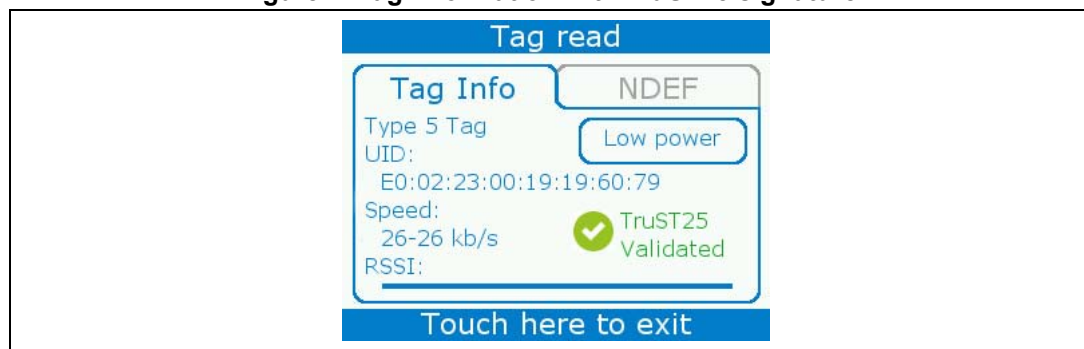 Tag read
Tag Info
NDEF
Type 5 Tag
Low power
UID:
E0:02:23:00:19:19:60:79
Speed:
26-26 kb/s
TruST25
Validated
RSSI:
Touch here to exit